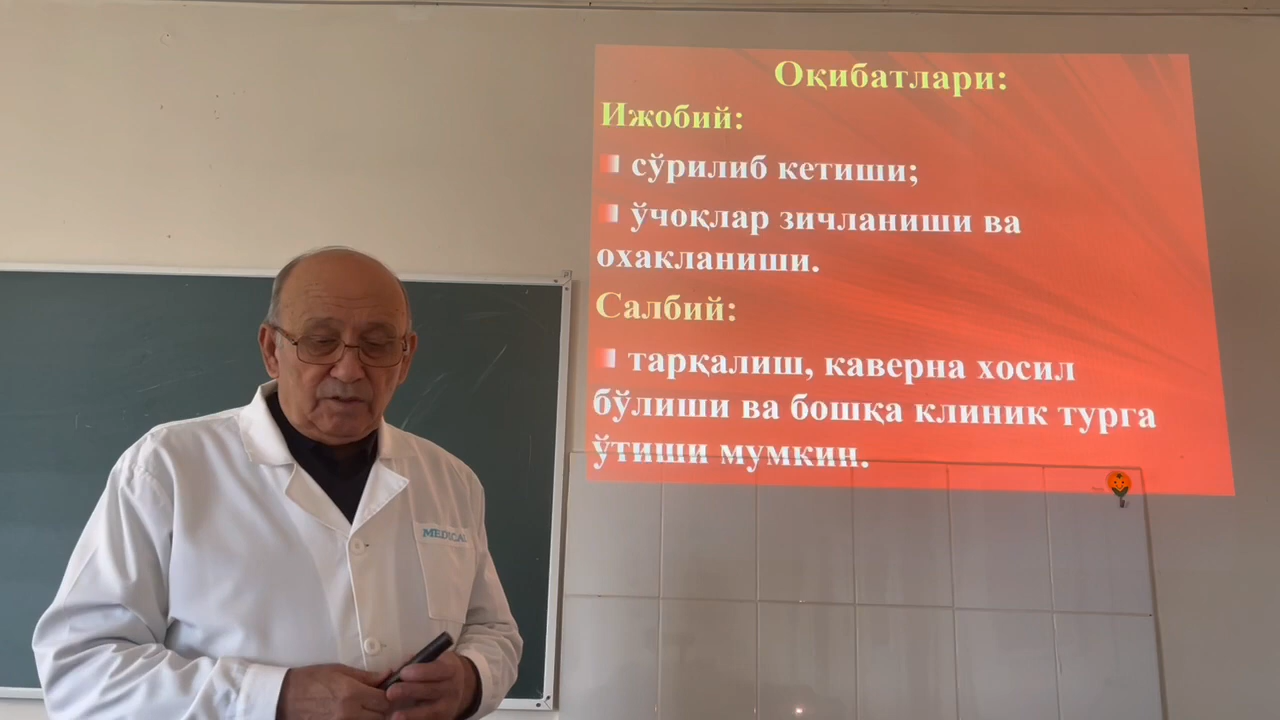 Оқибатлари:
Ижобий:
сўрилиб кетиши;
ўчоқлар зичланиши ва
охакланиши.
Салбий:
тарқалиш, каверна хосил
бўлиши ва бошқа клиник турга
ўтиши мумкин.
MEDICAL